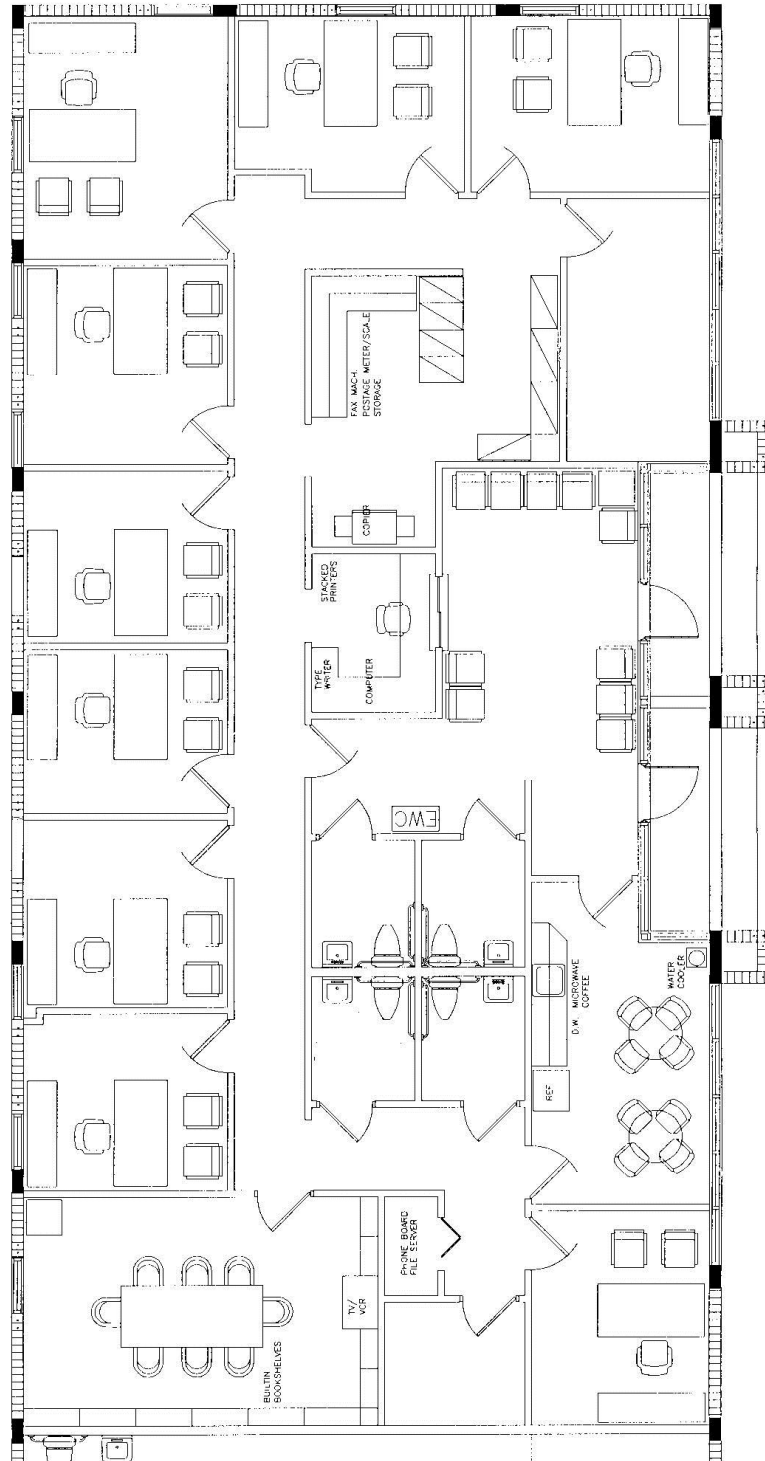 FAX MACH.
POSTAGE METER/SCALE
STORAGE
COPIER
STACKED
PRINTERS
TYPE
WRITER
COMPUTER
EWC
D.W. MICROWAVE
COFFEE
WATER
COOLER
REF
PHONE BOARD
FILE SERVER
TV/
VCR
BUILTIN
BOOKSHELVES